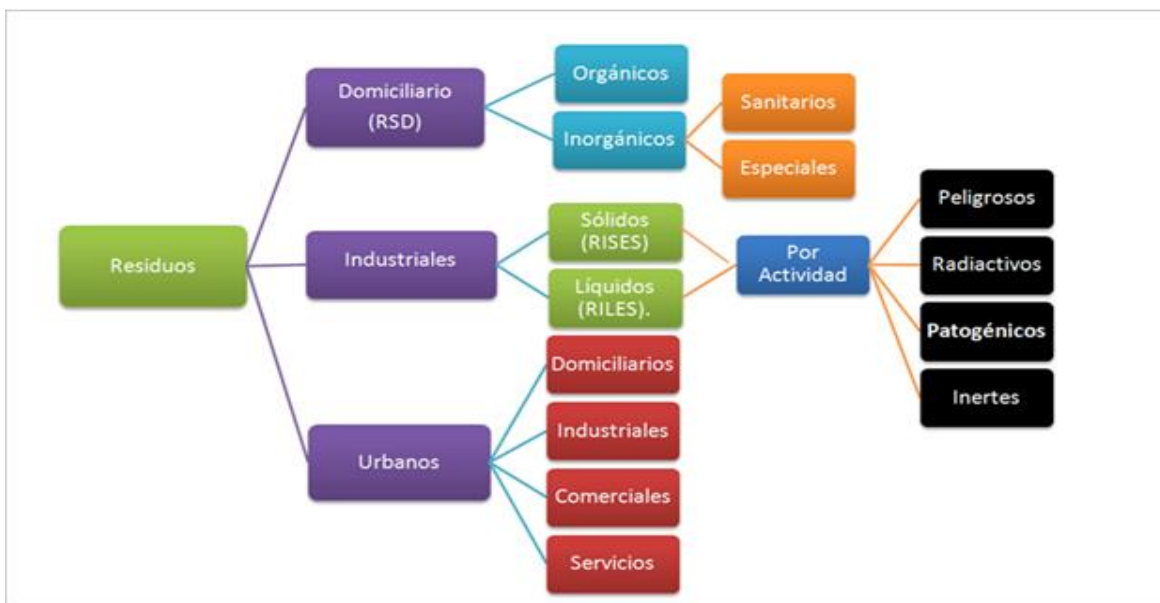 Residuos
Domiciliario
(RSD)
Orgánicos
Inorgánicos
Sanitarios
Especiales
Industriales
Sólidos
(RISES)
Líquidos
(RILES).
Por
Actividad
Peligrosos
Radiactivos
Patogénicos
Inertes
Urbanos
Domiciliarios
Industriales
Comerciales
Servicios